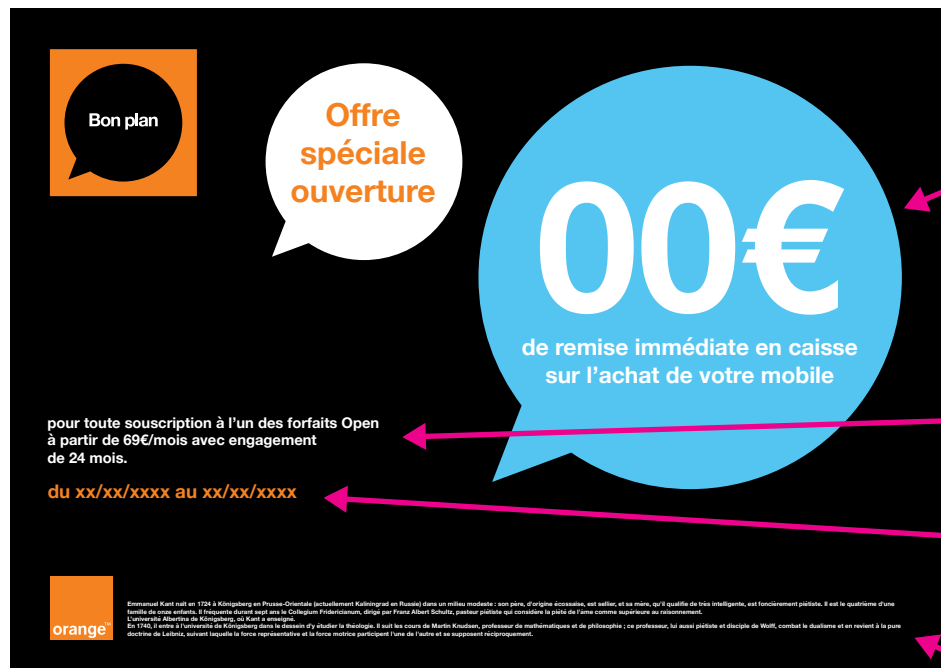 Bon plan
Offre
spéciale
ouverture
00€
de remise immédiate en caisse
sur l'achat de votre mobile
pour toute souscription à l'un des forfaits Open
à partir de 69€/mois avec engagement
de 24 mois.
du xx/xx/xxxx au xx/xx/xxxx
orange™
Emmanuel Kant naît en 1724 à Königsberg en Prusse-Orientale (actuellement Kaliningrad en Russie) dans un milieu modeste : son père, d'origine écossaise, est sellier, et sa mère, qu'il qualifie de très intelligente, est foncièrement piétiste. Il est le quatrième d'une
famille de onze enfants. Il fréquente durant sept ans le Collegium Fridericianum, dirigé par Franz Albert Schultz, pasteur piétiste qui considère la piété de l'âme comme supérieure au raisonnement.
L'université Albertina de Königsberg, où Kant a enseigné.
En 1740, il entre à l'université de Königsberg dans le dessein d'y étudier la théologie. Il suit les cours de Martin Knudsen, professeur de mathématiques et de philosophie ; ce professeur, lui aussi piétiste et disciple de Wolff, combat le dualisme et en revient à la pure
doctrine de Leibniz, suivant laquelle la force représentative et la force motrice participent l'une de l'autre et se supposent réciproquement.